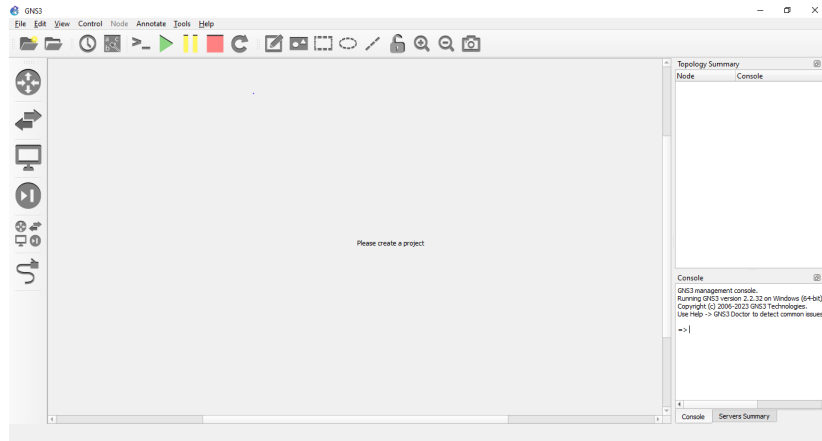 GNS3
File Edit View Control Node Annotate Tools Help
Topology Summary
Node Console
Please create a project
Console
GNS3 management console.
Running GNS3 version 2.2.32 on Windows (64-bit)
Copyright (c) 2006-2023 GNS3 Technologies.
Use Help -> GNS3 Doctor to detect common issues
=>
Console Servers Summary